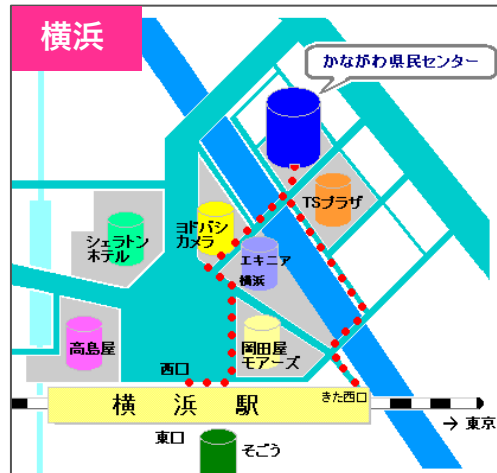 横浜
かながわ県民センター
TSプラザ
ヨドバシ
カメラ
シェラトン
ホテル
エキニア
横浜
高島屋
岡田屋
モアーズ
西口
横浜駅
きた西口
→ 東京
東口
そごう